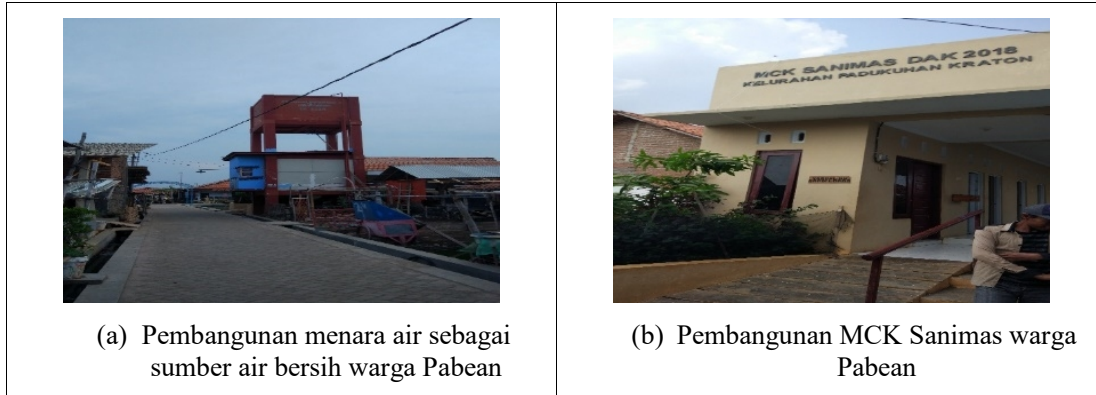 MCK SANIMAS DAK 2018
KELURAHAN PADUKUHAN KRATON
(a) Pembangunan menara air sebagai
sumber air bersih warga Pabean
(b) Pembangunan MCK Sanimas warga
Pabean